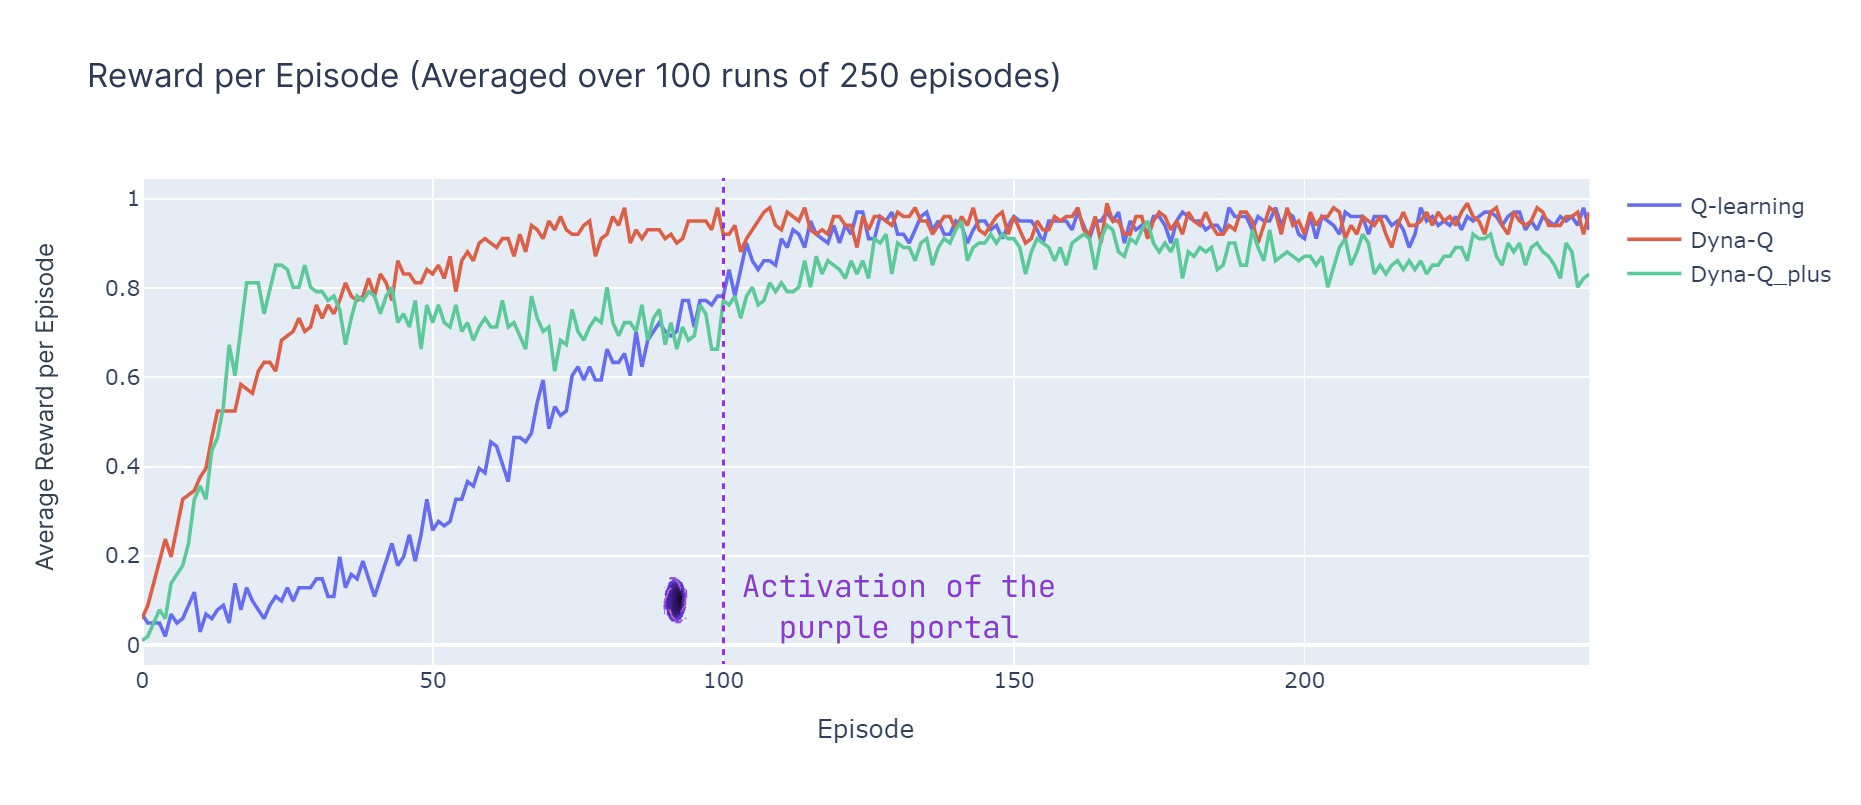 Reward per Episode (Averaged over 100 runs of 250 episodes)
Average Reward per Episode
1
0.8
0.6
0.4
0.2
0
0
50
100
150
200
Episode
Activation of the
purple portal
Q-learning
Dyna-Q
Dyna-Q_plus